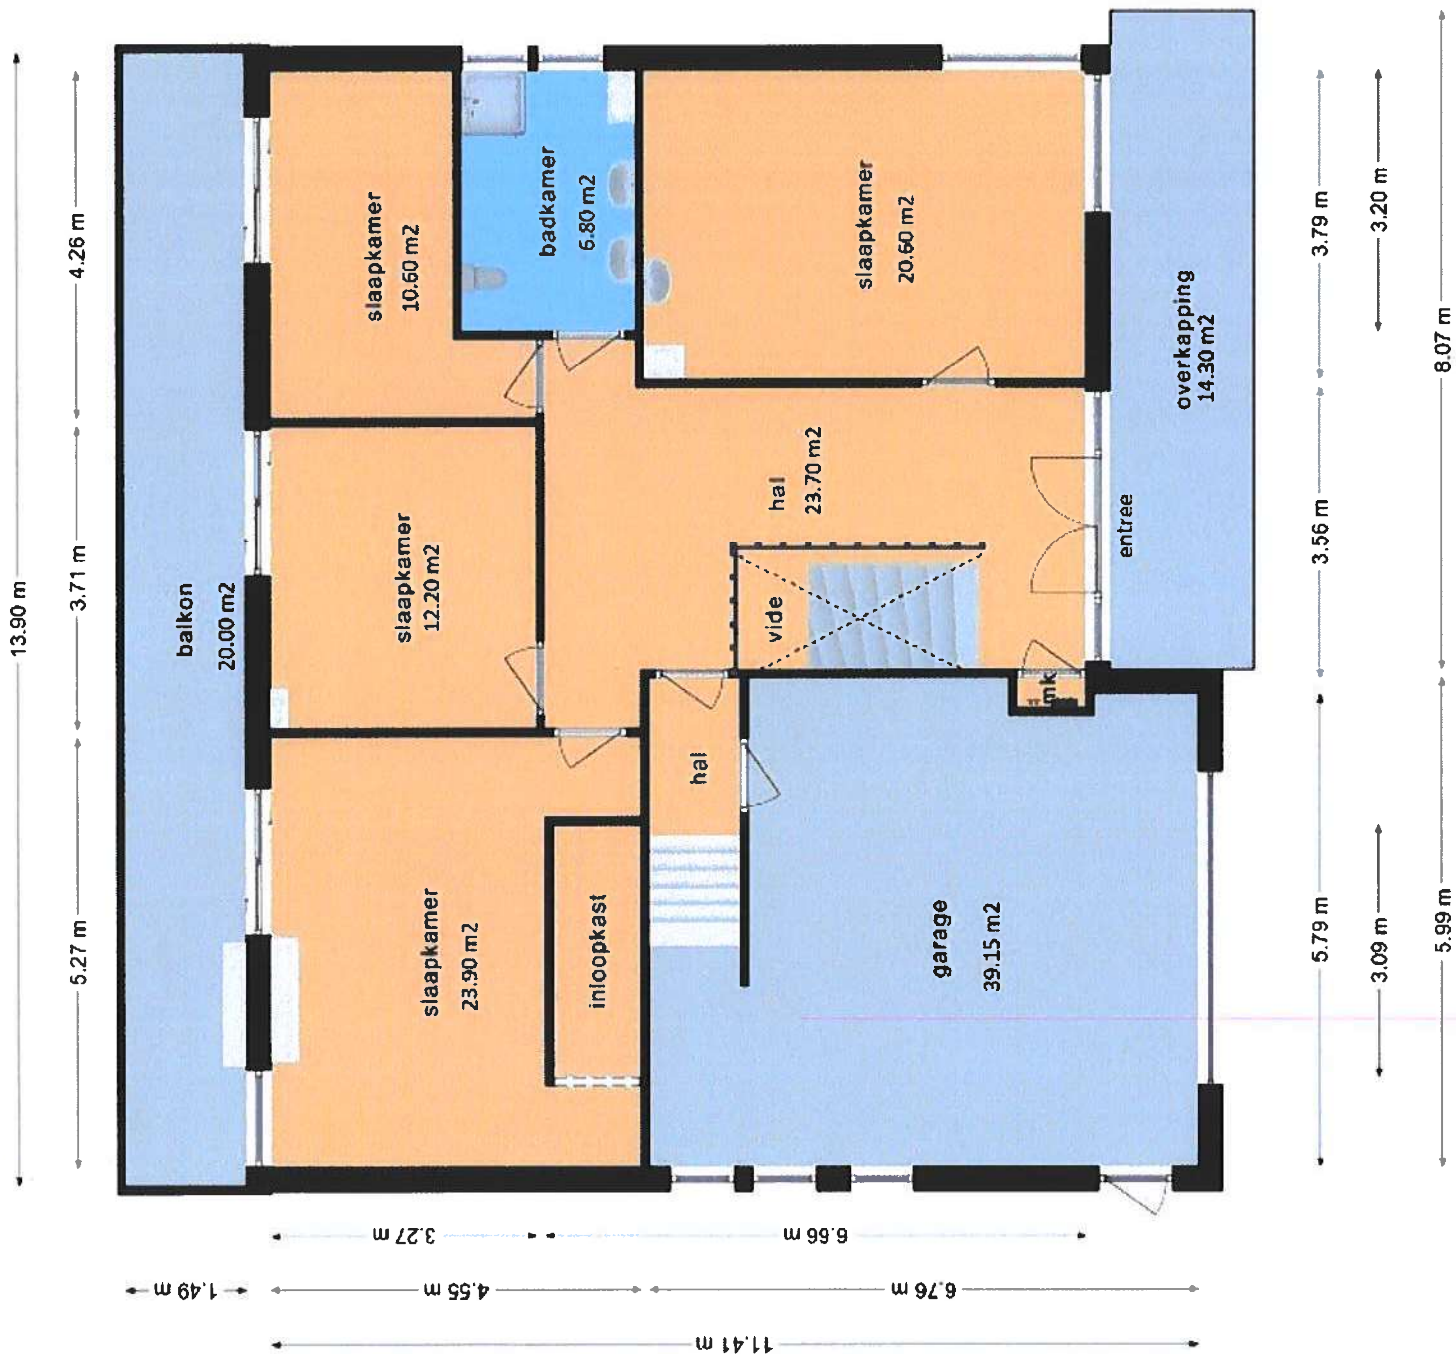 13.90 m
4.26 m
3.71 m
5.27 m
balkon
20.00 m2
slaapkamer
10.60 m2
badkamer
6.80 m2
slaapkamer
20.60 m2
slaapkamer
12.20 m2
hal
23.70 m2
vide
entree
overkapping
14.30 m2
mk
hal
slaapkamer
23.90 m2
inloopkast
garage
39.15 m2
3.79 m
3.20 m
3.56 m
8.07 m
5.79 m
3.09 m
5.99 m
3.27 m
6.66 m
1.49 m
4.55 m
6.76 m
11.41 m